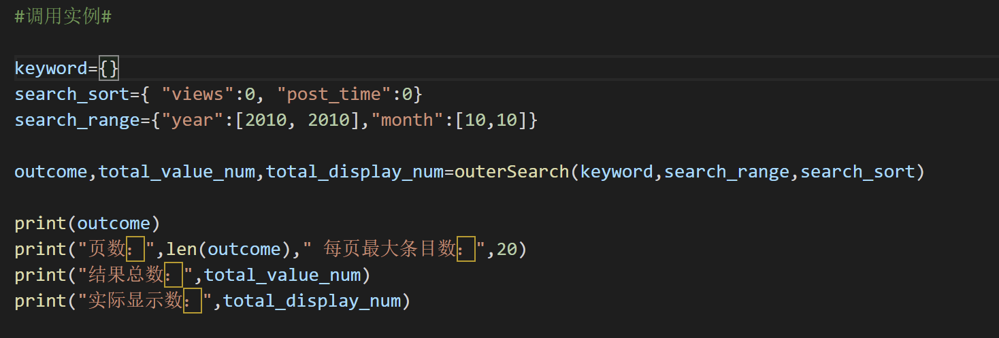 #调用实例#
keyword={}
search_sort={ "views":0, "post_time":0}
search_range={"year":[2010, 2010],"month":[10,10]}
outcome,total_value_num,total_display_num=outerSearch(keyword,search_range,search_sort)
print(outcome)
print("页数：",len(outcome)," 每页最大条目数：",20)
print("结果总数：",total_value_num)
print("实际显示数：",total_display_num)